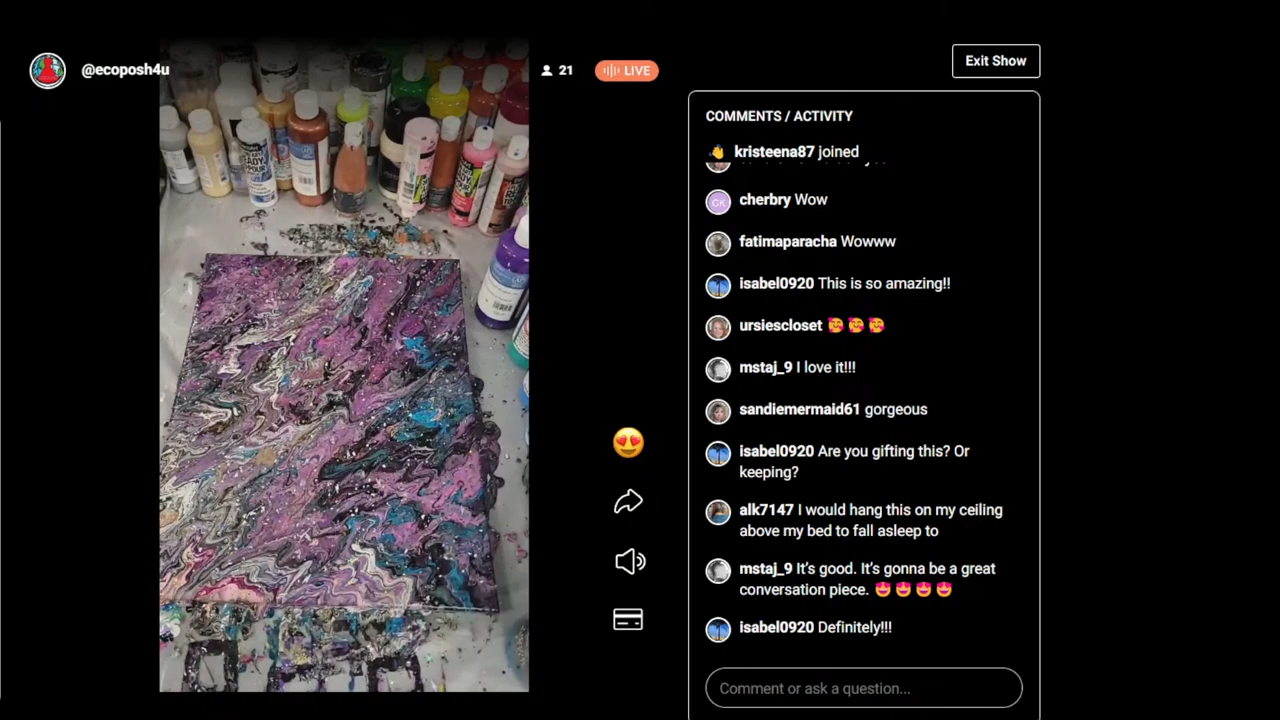 @ecoposh4u
21
LIVE
Exit Show
COMMENTS / ACTIVITY
kristeena87 joined
cherbry Wow
CK
fatimaparacha Wowww
isabel0920 This is so amazing!!
ursiescloset 🥰 🥰 🥰
mstaj_9 I love it!!!
sandiemermaid61 gorgeous
isabel0920 Are you gifting this? Or
keeping?
alk7147 I would hang this on my ceiling
above my bed to fall asleep to
mstaj_9 It's good. It's gonna be a great
conversation piece. 😍 😍 😍 😍
isabel0920 Definitely!!!
Comment or ask a question...